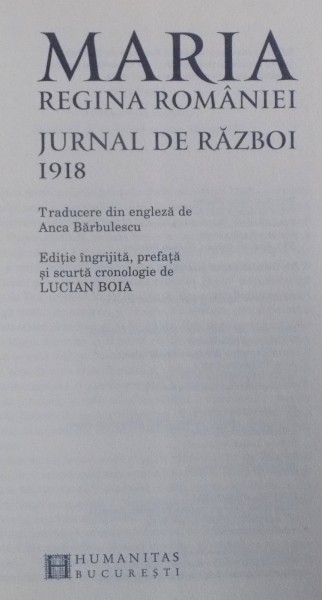 MARIA
REGINA ROMÂNIEI
JURNAL DE RĂZBOI
1918
Traducere din engleză de
Anca Bărbulescu
Ediție îngrijită, prefață
și scurtă cronologie de
LUCIAN BOIA
HUMANITAS
BUCUREȘTI